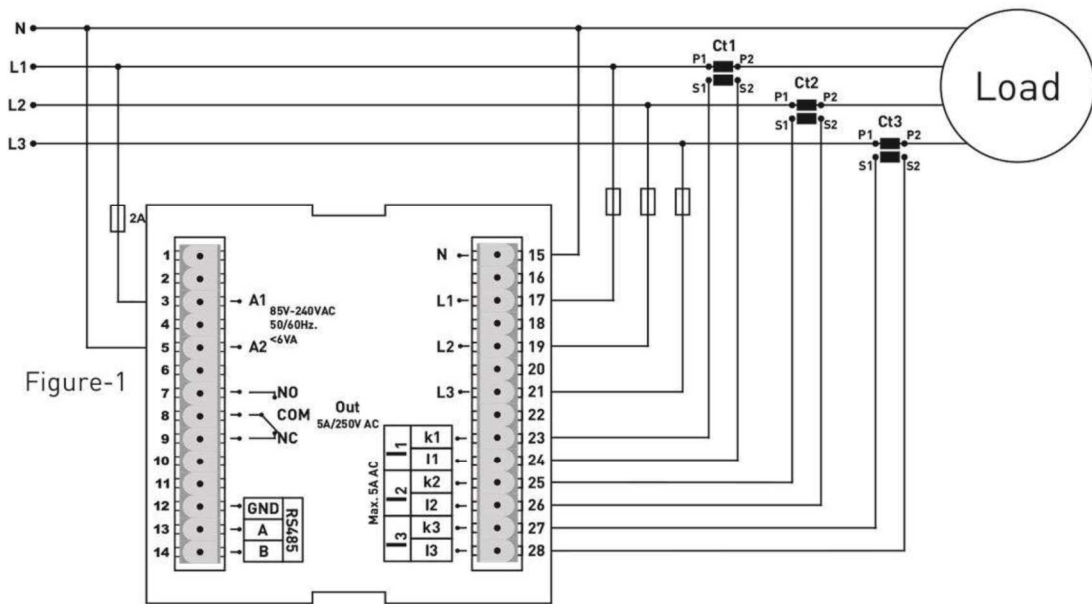 N
L1
L2
L3
Ct1
P1 P2
S1 S2
Ct2
P1 P2
S1 S2
Ct3
P1 P2
S1 S2
Load
2A
1
2
3 A1
85V-240VAC
50/60Hz.
4
<6VA
5 A2
6
7 NO
8 COM
9 NC
Out
5A/250V AC
10
11
12 GND
13 A
14 B
RS485
N 15
16
L1 17
18
L2 19
20
L3 21
22
k1 23
l1 24
k2 25
l2 26
k3 27
l3 28
I1
I2
I3
Max. 5A AC
Figure-1